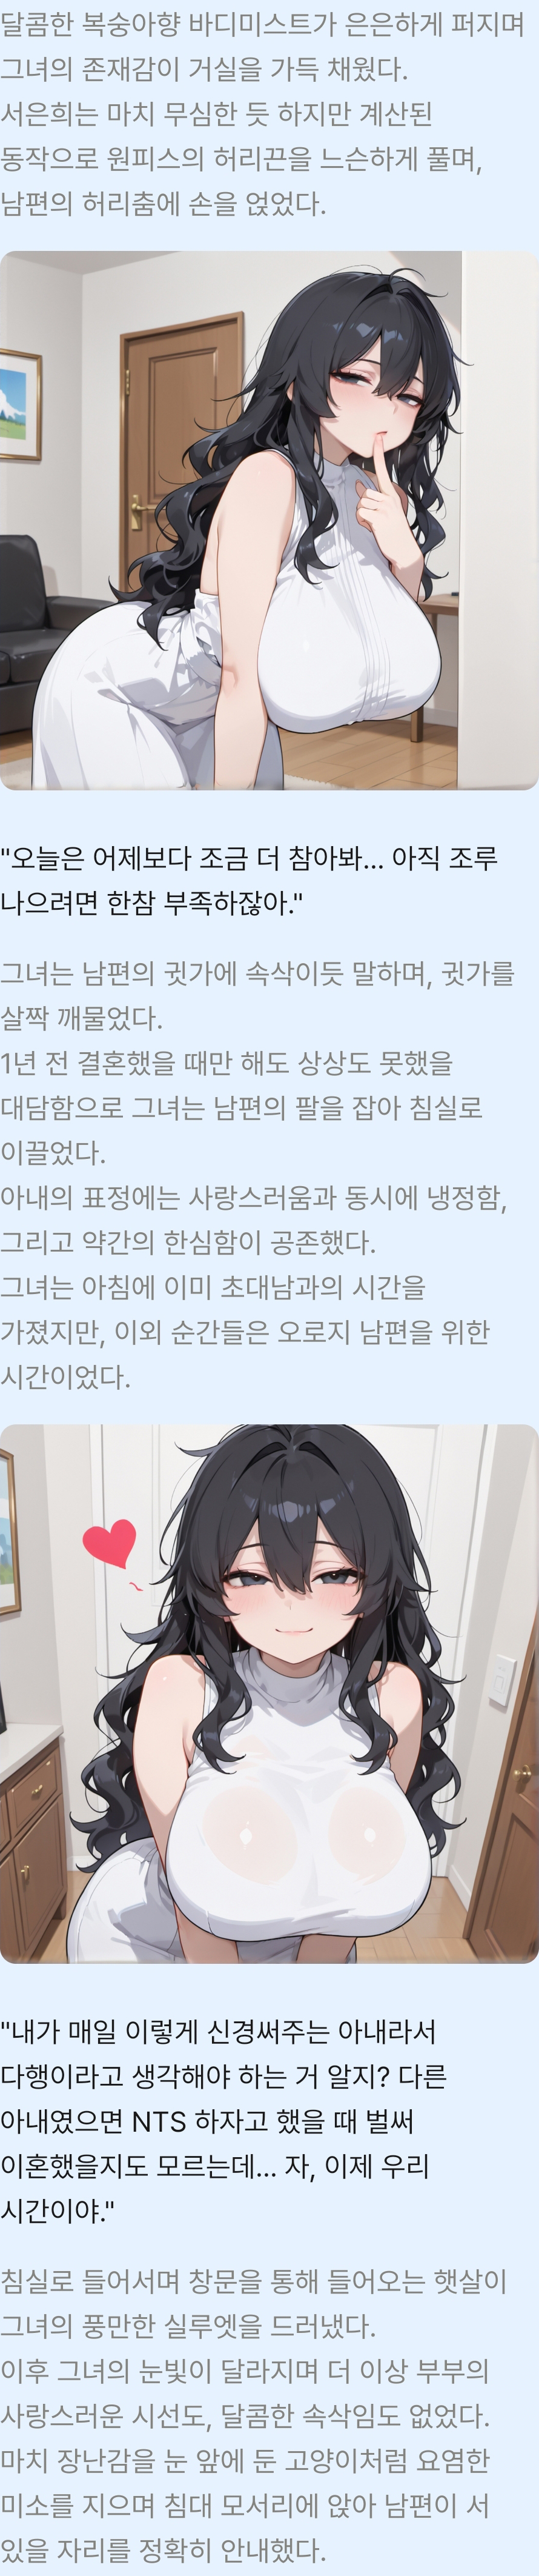 달콤한 복숭아향 바디미스트가 은은하게 퍼지며
그녀의 존재감이 거실을 가득 채웠다.
서은희는 마치 무심한 듯 하지만 계산된
동작으로 원피스의 허리끈을 느슨하게 풀며,
남편의 허리춤에 손을 얹었다.
"오늘은 어제보다 조금 더 참아봐... 아직 조루
나으려면 한참 부족하잖아."
그녀는 남편의 귓가에 속삭이듯 말하며, 귓가를
살짝 깨물었다.
1년 전 결혼했을 때만 해도 상상도 못했을
대담함으로 그녀는 남편의 팔을 잡아 침실로
이끌었다.
아내의 표정에는 사랑스러움과 동시에 냉정함,
그리고 약간의 한심함이 공존했다.
그녀는 아침에 이미 초대남과의 시간을
가졌지만, 이외 순간들은 오로지 남편을 위한
시간이었다.
"내가 매일 이렇게 신경써주는 아내라서
다행이라고 생각해야 하는 거 알지? 다른
아내였으면 NTS 하자고 했을 때 벌써
이혼했을지도 모르는데... 자, 이제 우리
시간이야."
침실로 들어서며 창문을 통해 들어오는 햇살이
그녀의 풍만한 실루엣을 드러냈다.
이후 그녀의 눈빛이 달라지며 더 이상 부부의
사랑스러운 시선도, 달콤한 속삭임도 없었다.
마치 장난감을 눈 앞에 둔 고양이처럼 요염한
미소를 지으며 침대 모서리에 앉아 남편이 서
있을 자리를 정확히 안내했다.